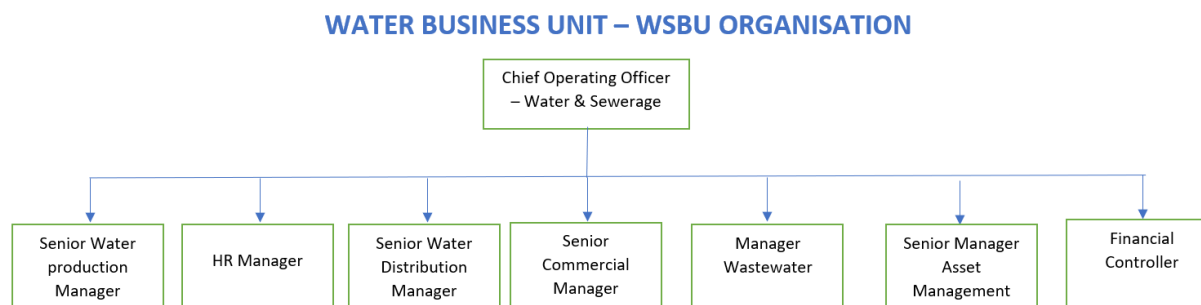 WATER BUSINESS UNIT – WSBU ORGANISATION
Chief Operating Officer
– Water & Sewerage
Senior Water
production
Manager
HR Manager
Senior Water
Distribution
Manager
Senior
Commercial
Manager
Manager
Wastewater
Senior Manager
Asset
Management
Financial
Controller